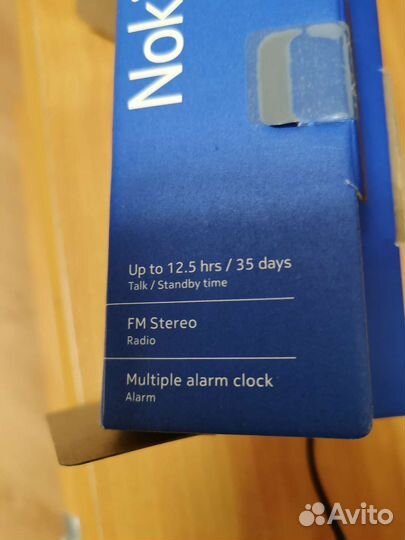 Noki
Up to 12.5 hrs / 35 days
Talk / Standby time
FM Stereo
Radio
Multiple alarm clock
Alarm
Avito